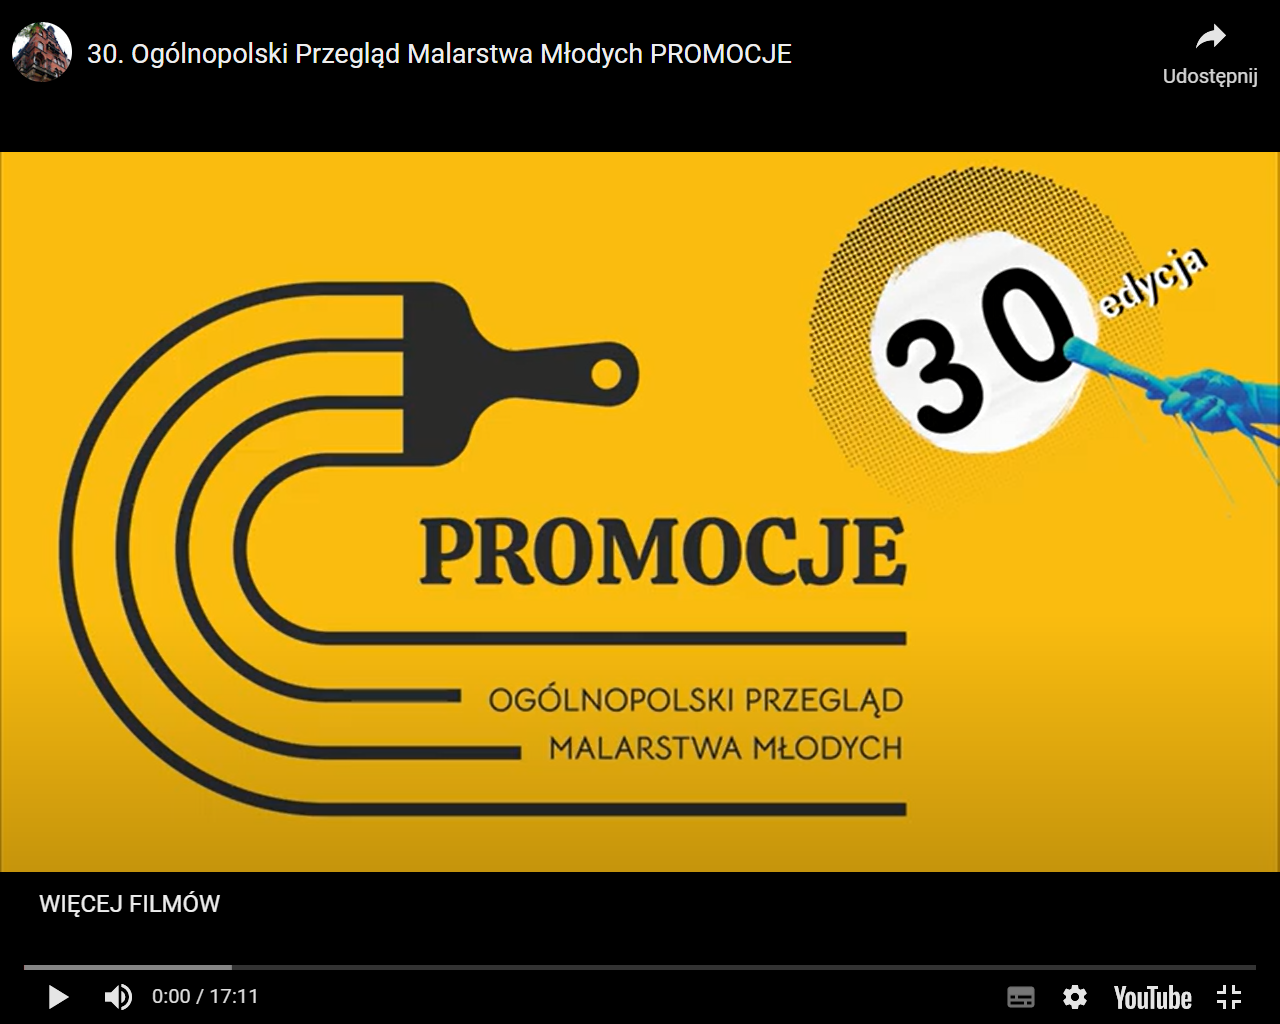 30. Ogólnopolski Przegląd Malarstwa Młodych PROMOCJE
Udostępnij
30 edycja
PROMOCJE
OGÓLNOPOLSKI PRZEGLĄD
MALARSTWA MŁODYCH
WIĘCEJ FILMÓW
0:00 / 17:11
YouTube